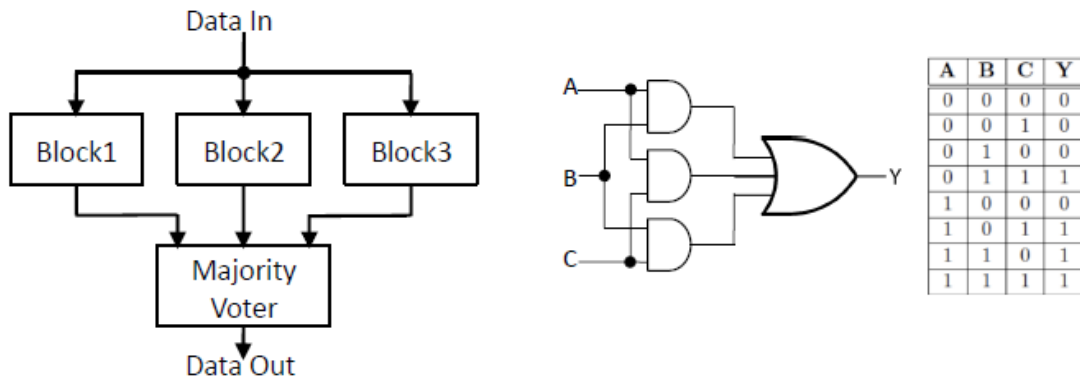 Data In
Block1
Block2
Block3
Majority
Voter
Data Out
A
B
C
Y
A B C Y
0 0 0 0
0 0 1 0
0 1 0 0
0 1 1 1
1 0 0 0
1 0 1 1
1 1 0 1
1 1 1 1